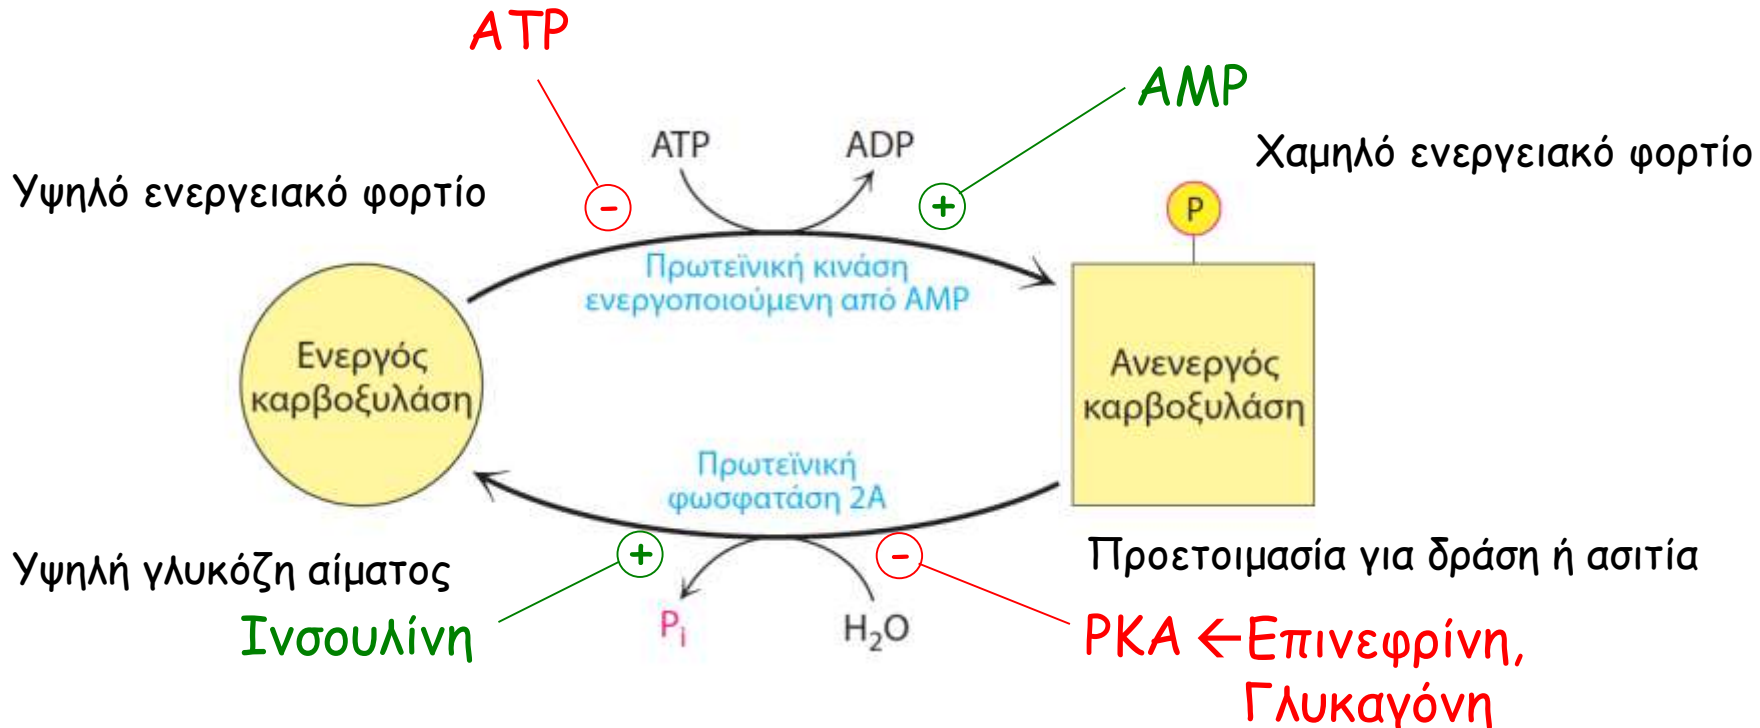 ATP
AMP
ATP
ADP
Χαμηλό ενεργειακό φορτίο
Υψηλό ενεργειακό φορτίο
−
+
P
Πρωτεϊνική κινάση
ενεργοποιούμενη από AMP
Ενεργός
καρβοξυλάση
Ανενεργός
καρβοξυλάση
Πρωτεϊνική
φωσφατάση 2Α
Υψηλή γλυκόζη αίματος
+
−
Προετοιμασία για δράση ή ασιτία
Ινσουλίνη
Pi
H2O
PKA ←Επινεφρίνη,
Γλυκαγόνη